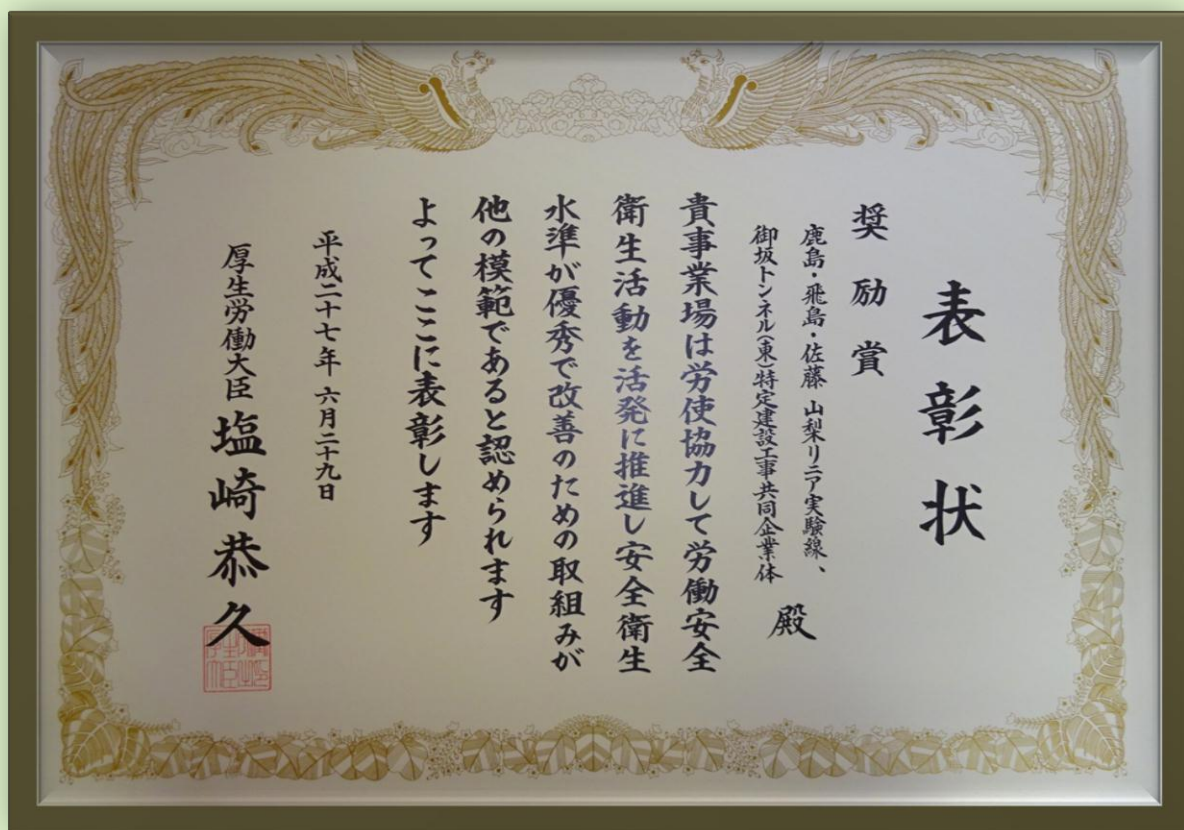 表彰状
奨励賞
鹿島・飛島・佐藤 山梨リニア実験線、
御坂トンネル(東)特定建設工事共同企業体
殿
貴事業場は労使協力して労働安全
衛生活動を活発に推進し安全衛生
水準が優秀で改善のための取組みが
他の模範であると認められます
よってここに表彰します
平成二十七年 六月二十九日
厚生労働大臣 塩崎恭久